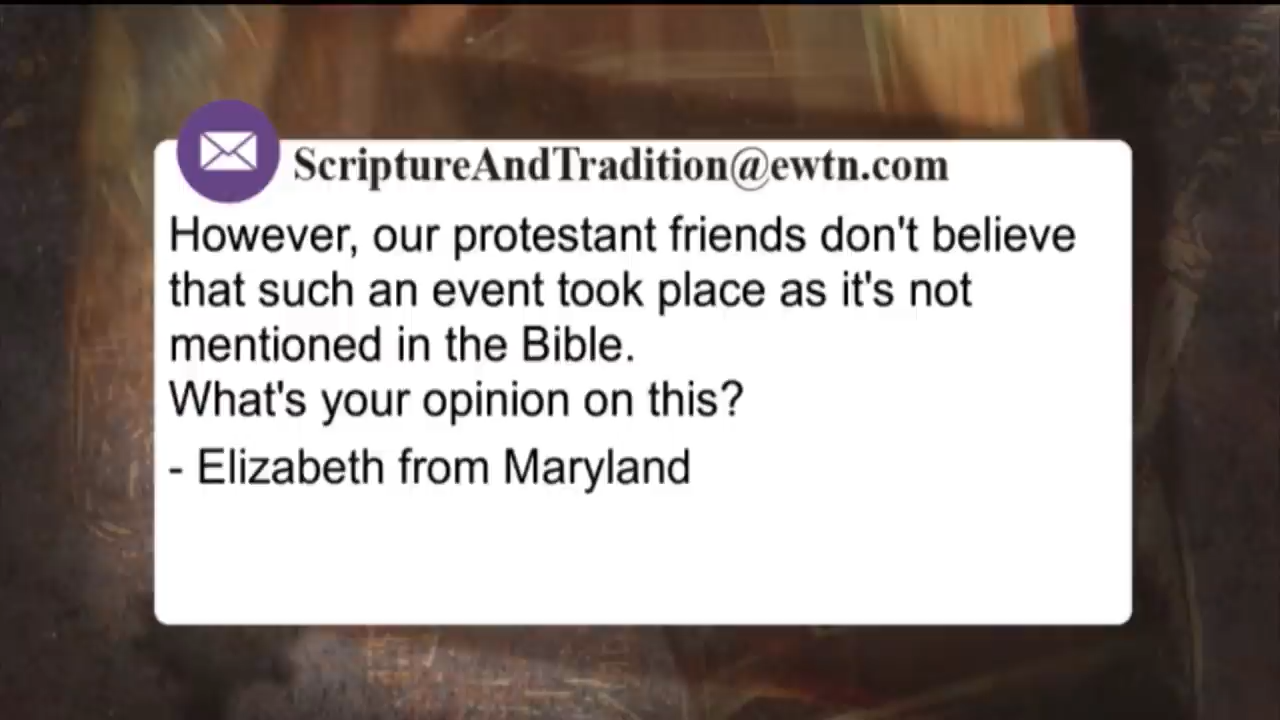 ScriptureAndTradition@ewtn.com
However, our protestant friends don't believe
that such an event took place as it's not
mentioned in the Bible.
What's your opinion on this?
- Elizabeth from Maryland